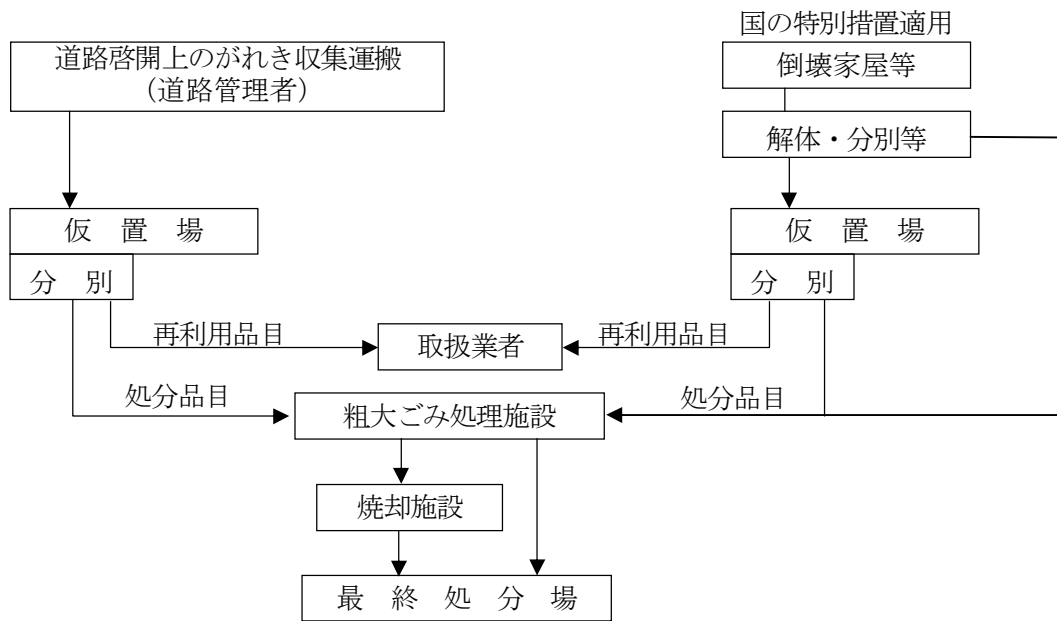 国の特別措置適用
道路啓開上のがれき収集運搬
(道路管理者)
倒壊家屋等
解体・分別等
仮 置 場
仮 置 場
分 別
分 別
再利用品目
取扱業者
再利用品目
処分品目
粗大ごみ処理施設
処分品目
焼却施設
最 終 処 分 場